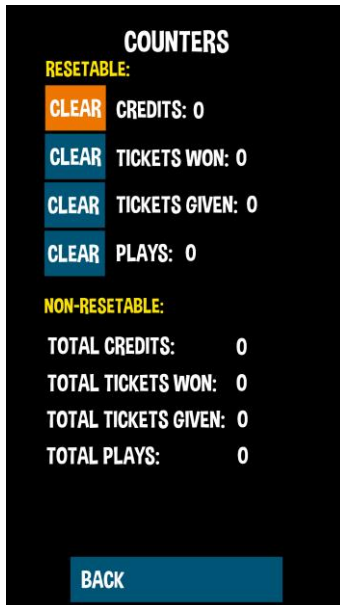 COUNTERS
RESETABLE:
CLEAR CREDITS: 0
CLEAR TICKETS WON: 0
CLEAR TICKETS GIVEN: 0
CLEAR PLAYS: 0
NON-RESETABLE:
TOTAL CREDITS: 0
TOTAL TICKETS WON: 0
TOTAL TICKETS GIVEN: 0
TOTAL PLAYS: 0
BACK